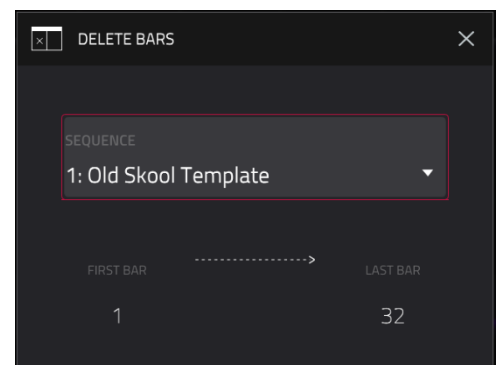 DELETE BARS
SEQUENCE
1: Old Skool Template
FIRST BAR
LAST BAR
1
32